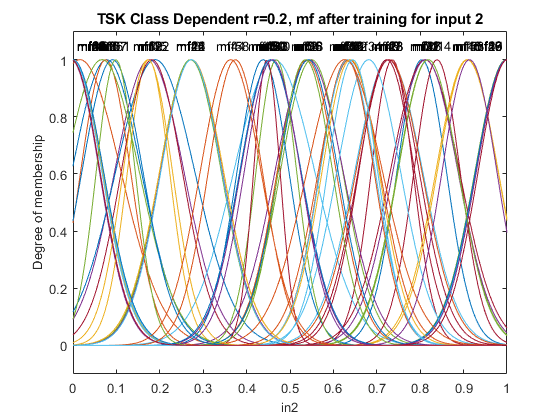 TSK Class Dependent r=0.2, mf after training for input 2
1
0.8
0.6
0.4
0.2
0
Degree of membership
0 0.1 0.2 0.3 0.4 0.5 0.6 0.7 0.8 0.9 1
in2